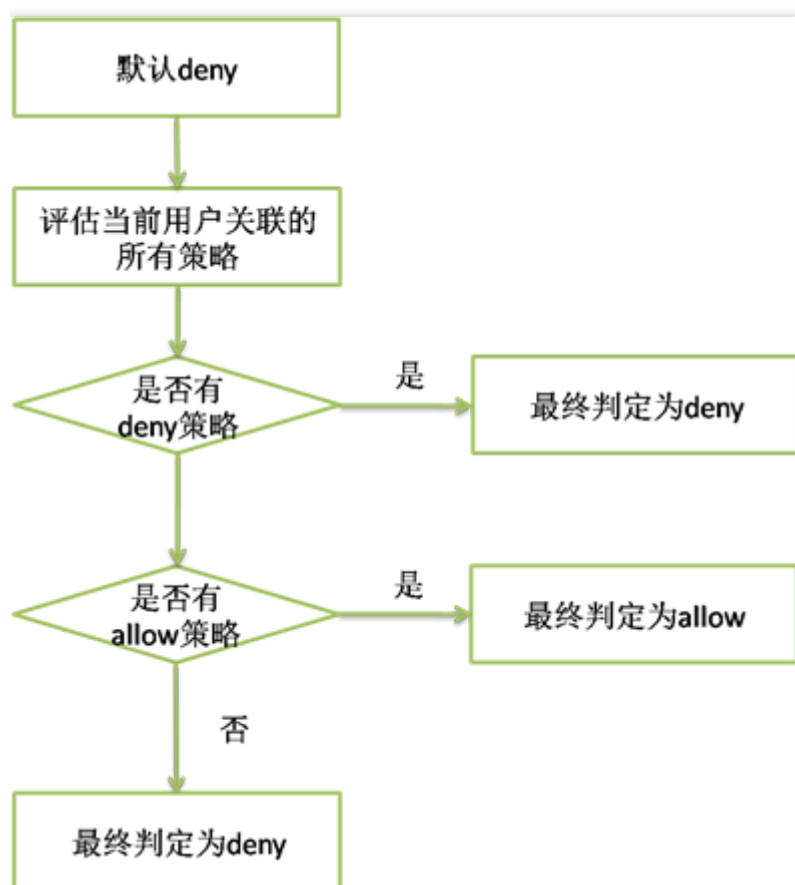 默认deny
评估当前用户关联的
所有策略
是否有
deny策略
是
最终判定为deny
是否有
allow策略
是
最终判定为allow
否
最终判定为deny